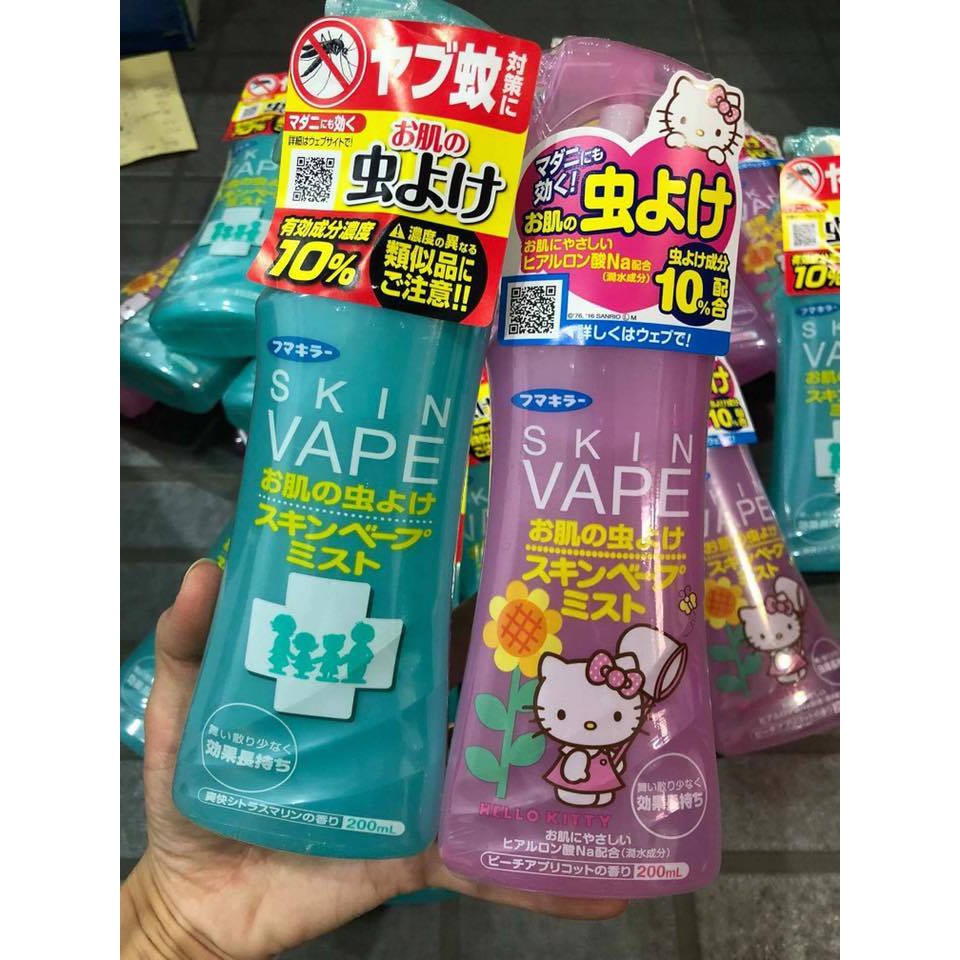 ヤブ蚊
対策に
マダニにも効く
詳細はウェブサイトで!
お肌の
虫よけ
有効成分濃度
10%
濃度の異なる
類似品に
ご注意!!
フマキラー
SKIN
VAPE
お肌の虫よけ
スキンベープ
ミスト
舞い散り少なく
効果長持ち
爽快シトラスマリンの香り 200mL
マダニにも
効く!
お肌の
虫よけ
お肌にやさしい
ヒアルロン酸Na配合
(潤水成分)
虫よけ成分
10%配合
©'76, '16 SANRIO Ⓛ M
詳しくはウェブで!
フマキラー
SKIN
VAPE
お肌の虫よけ
スキンベープ
ミスト
舞い散り少なく
効果長持ち
HELLO KITTY
お肌にやさしい
ヒアルロン酸Na配合(潤水成分)
ピーチアプリコットの香り 200mL